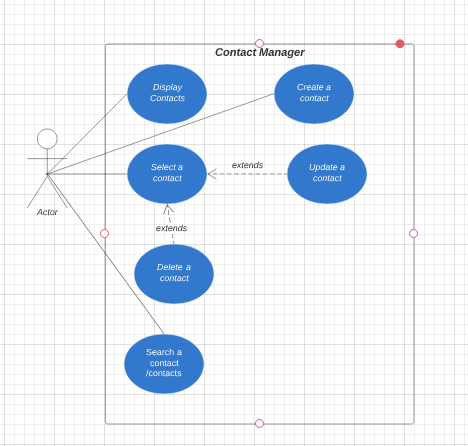 Contact Manager
Display
Contacts
Create a
contact
Select a
contact
extends
Update a
contact
Actor
extends
Delete a
contact
Search a
contact
/contacts